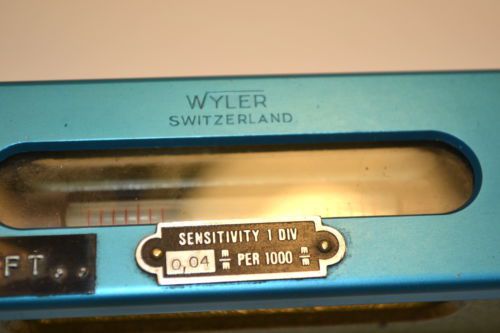 WYLER
SWITZERLAND
SENSITIVITY 1 DIV
0,04 m/m PER 1000 m/m
FT..